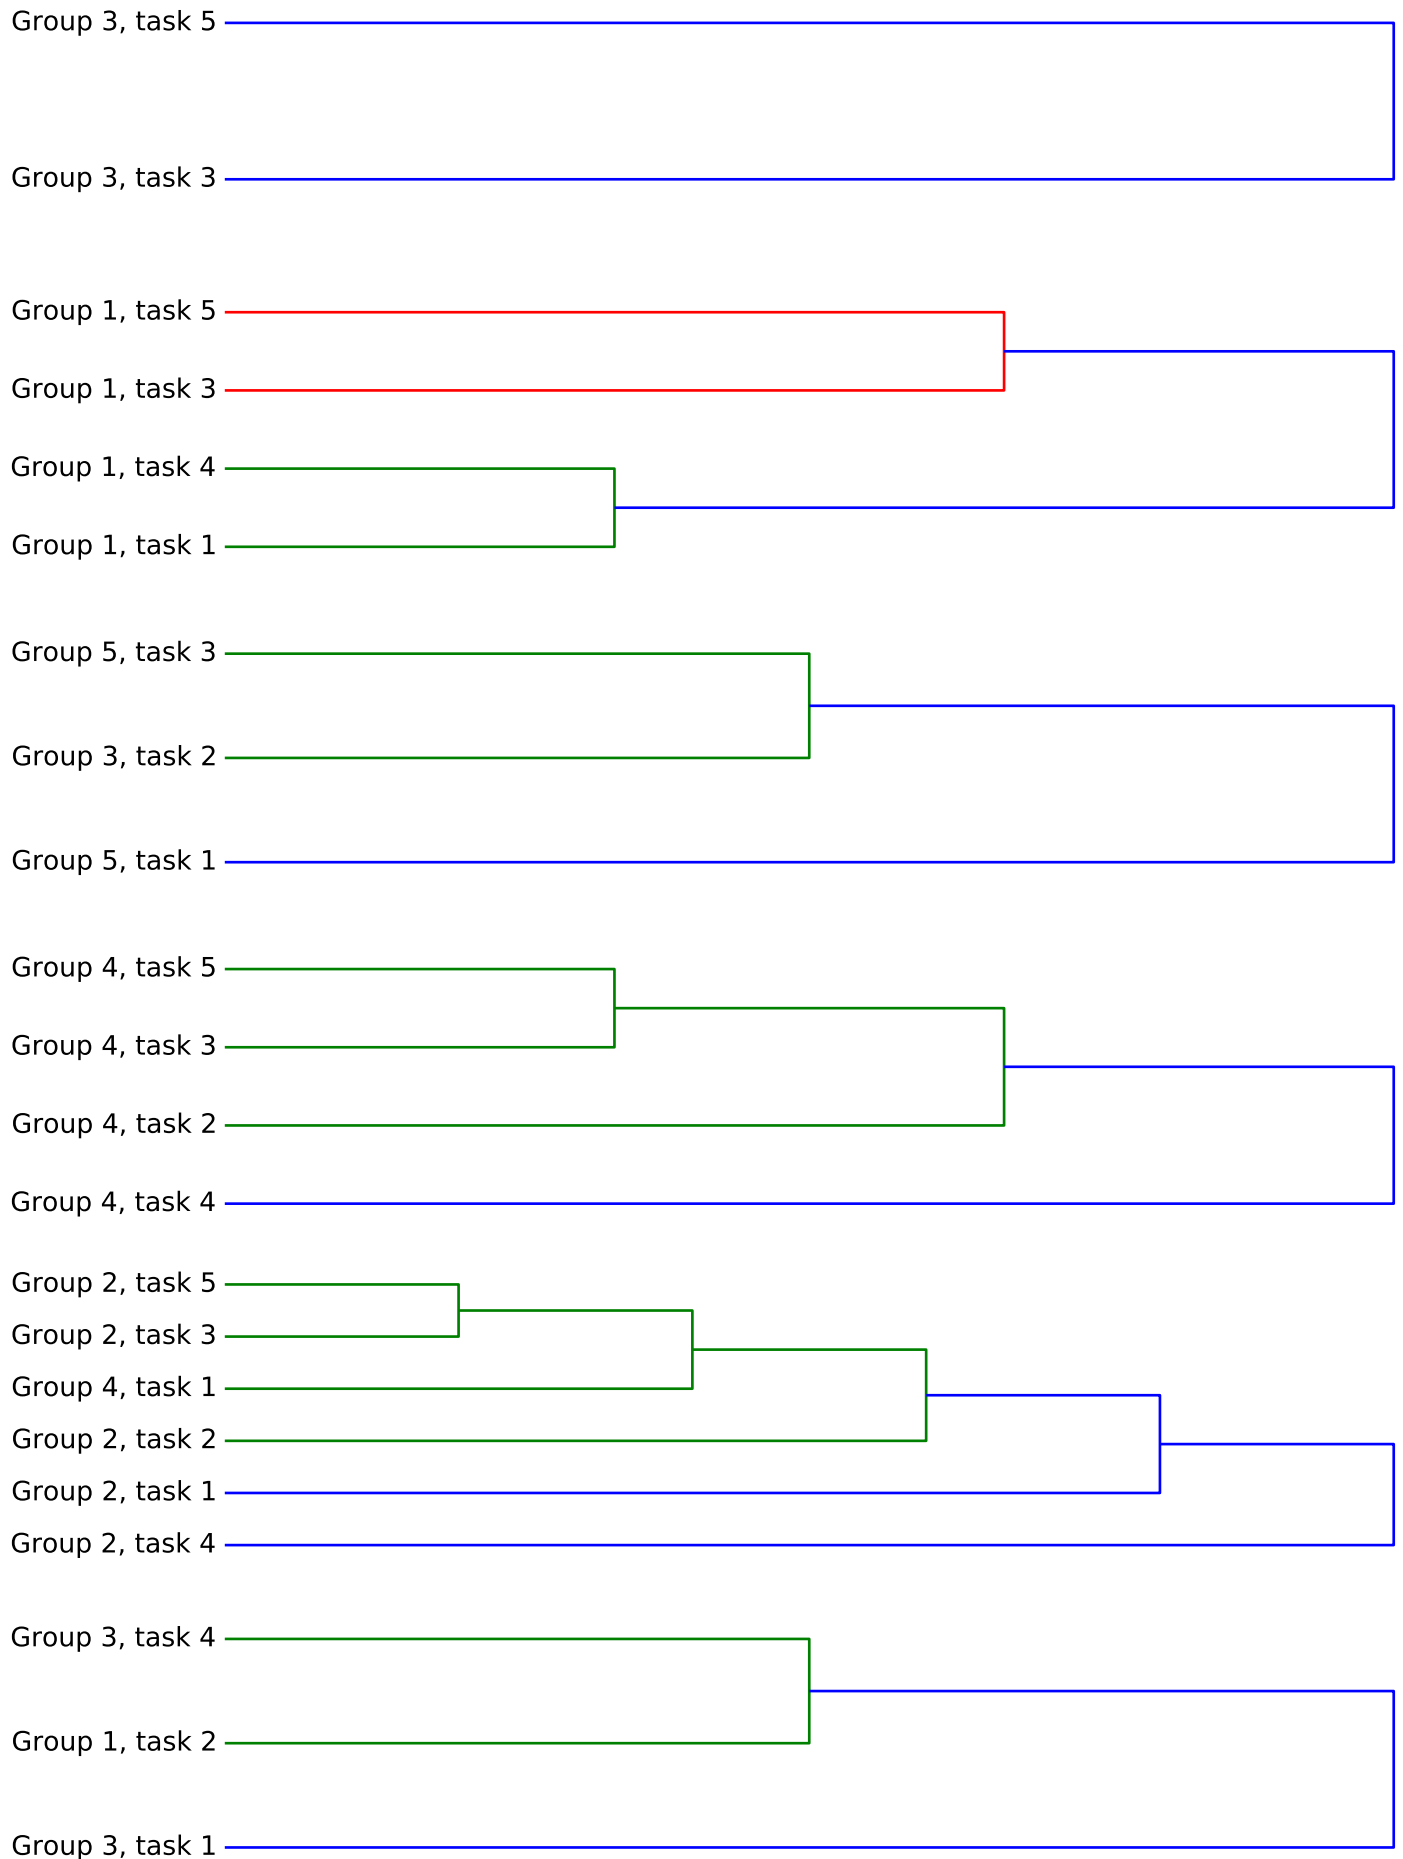 Group 3, task 5
Group 3, task 3
Group 1, task 5
Group 1, task 3
Group 1, task 4
Group 1, task 1
Group 5, task 3
Group 3, task 2
Group 5, task 1
Group 4, task 5
Group 4, task 3
Group 4, task 2
Group 4, task 4
Group 2, task 5
Group 2, task 3
Group 4, task 1
Group 2, task 2
Group 2, task 1
Group 2, task 4
Group 3, task 4
Group 1, task 2
Group 3, task 1